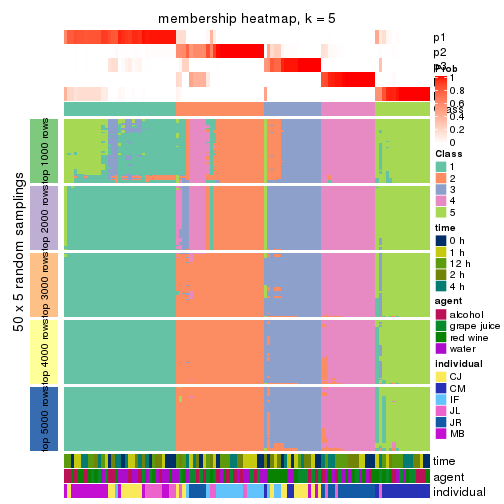 membership heatmap, k = 5
p1
p2
Prob
1
0.8
0.6
0.4
0.2
0
Class
1
2
3
4
5
time
0 h
1 h
12 h
2 h
4 h
agent
alcohol
grape juice
red wine
water
individual
CJ
CM
IF
JL
JR
MB
50 x 5 random samplings
top 1000 rows
top 2000 rows
top 3000 rows
top 4000 rows
top 5000 rows
time
agent
individual